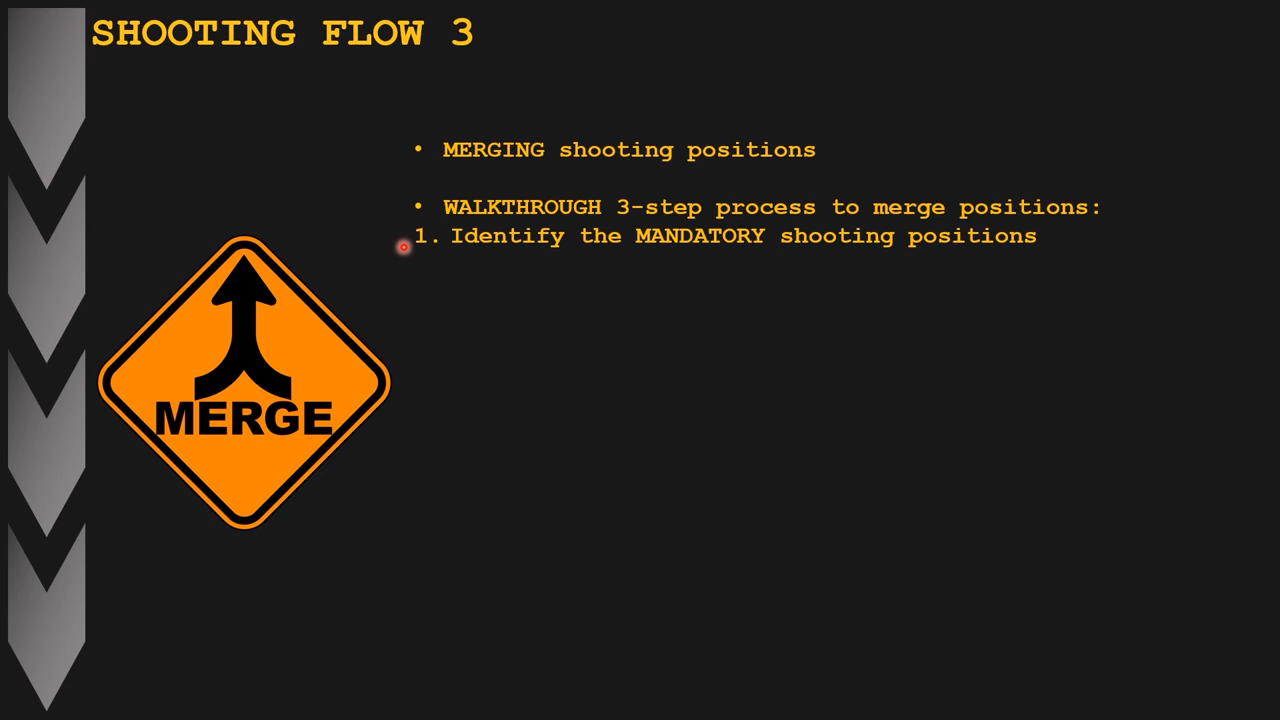 SHOOTING FLOW 3
• MERGING shooting positions
• WALKTHROUGH 3-step process to merge positions:
1. Identify the MANDATORY shooting positions
MERGE